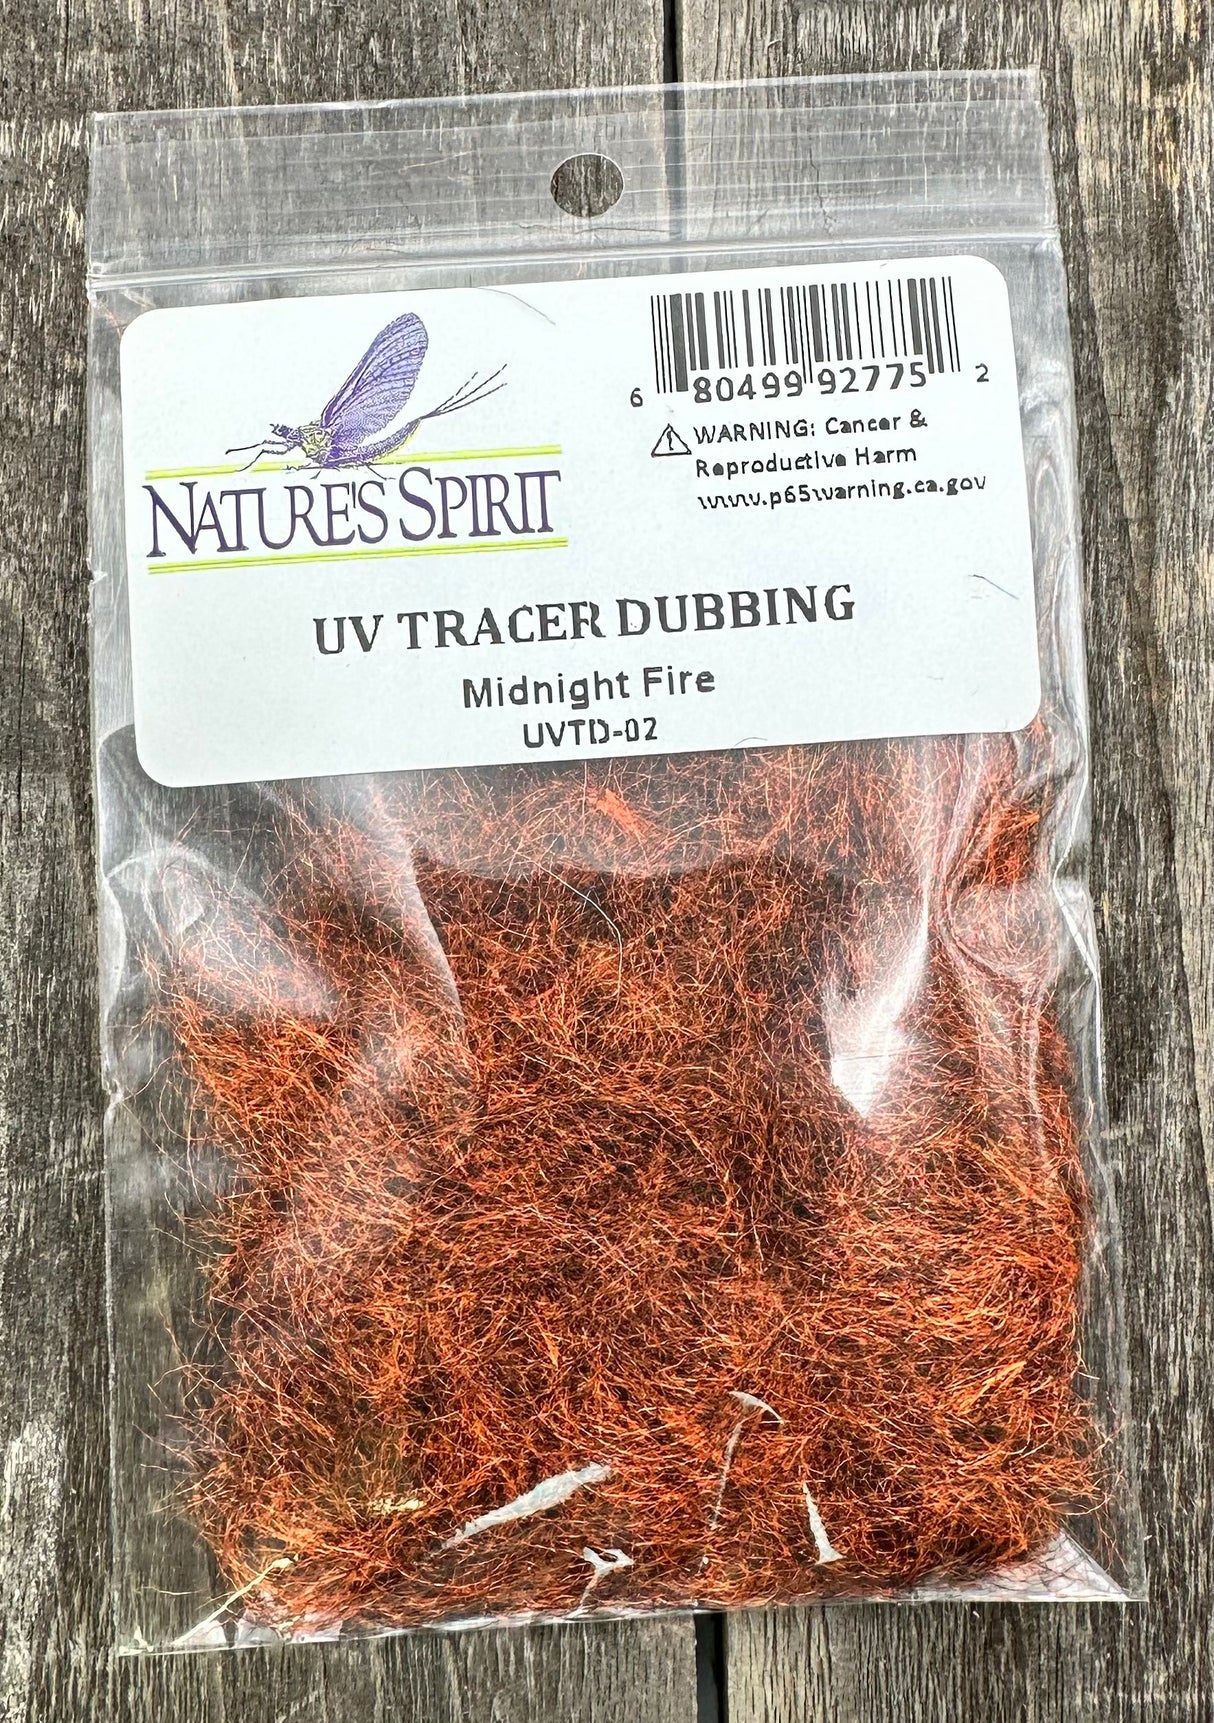 6 80499 92775 2
WARNING: Cancer &
Reproductive Harm
www.p65warning.ca.gov
NATURE'S SPIRIT
UV TRACER DUBBING
Midnight Fire
UVTD-02